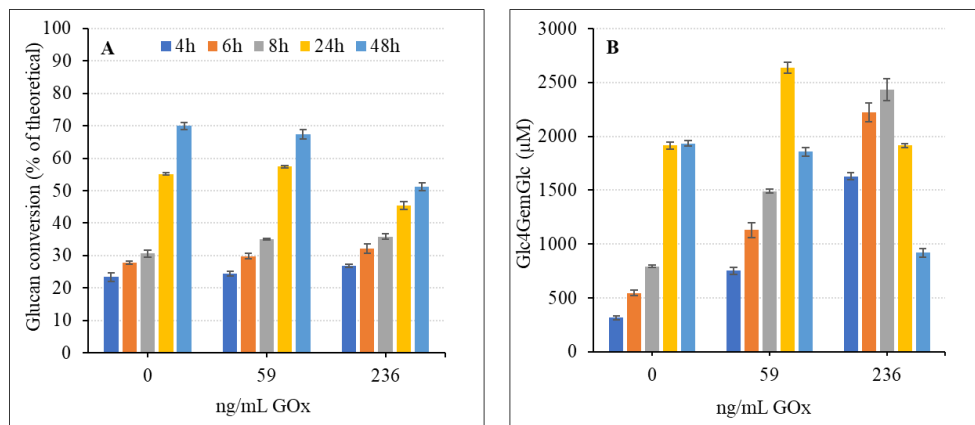 A
4h 6h 8h 24h 48h
Glucan conversion (% of theoretical)
100
90
80
70
60
50
40
30
20
10
0
0 59 236
ng/mL GOx
B
Glc4GemGlc (µM)
3000
2500
2000
1500
1000
500
0
0 59 236
ng/mL GOx